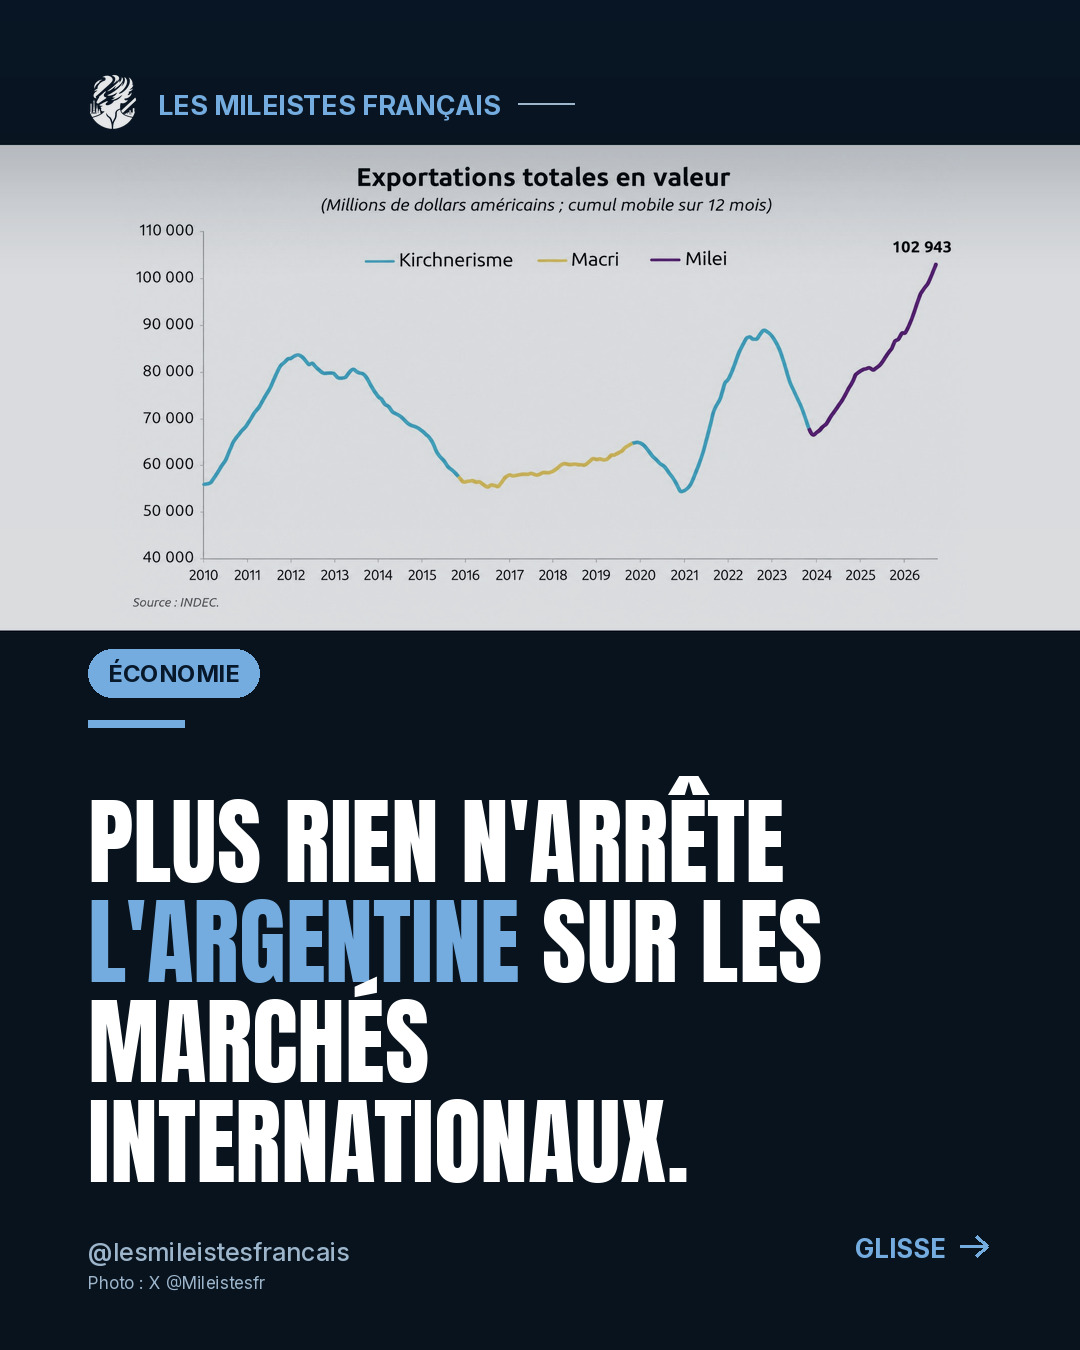 LES MILEISTES FRANÇAIS
Exportations totales en valeur
(Millions de dollars américains ; cumul mobile sur 12 mois)
110 000
100 000
90 000
80 000
70 000
60 000
50 000
40 000
Kirchnerisme Macri Milei
102 943
2010 2011 2012 2013 2014 2015 2016 2017 2018 2019 2020 2021 2022 2023 2024 2025 2026
Source : INDEC.
ÉCONOMIE
PLUS RIEN N'ARRÊTE
L'ARGENTINE SUR LES
MARCHÉS
INTERNATIONAUX.
@lesmileistesfrancais
Photo : X @Mileistesfr
GLISSE →